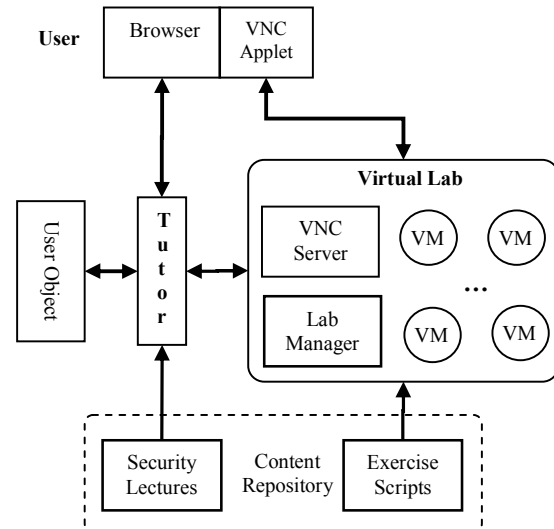 User
Browser
VNC
Applet
Virtual Lab
User Object
Tutor
VNC
Server
VM
VM
...
Lab
Manager
VM
VM
Security
Lectures
Content
Repository
Exercise
Scripts